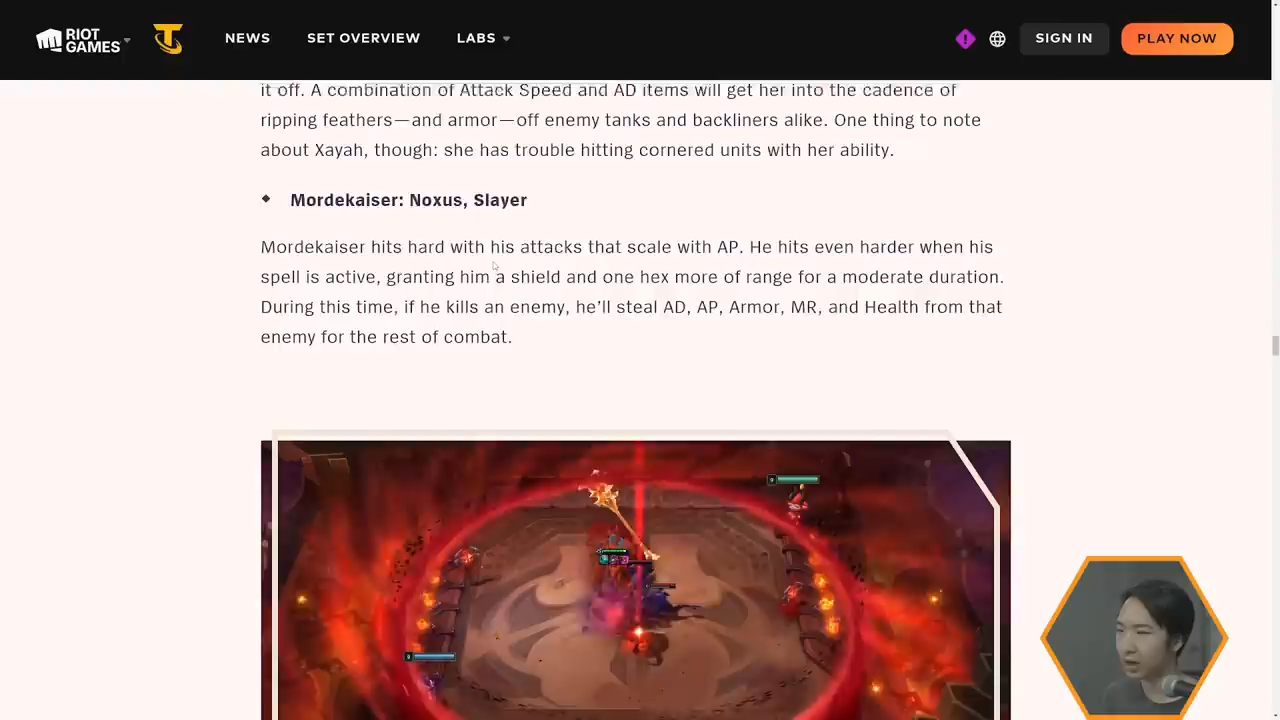 RIOT GAMES
NEWS
SET OVERVIEW
LABS
SIGN IN
PLAY NOW
it off. A combination of Attack Speed and AD items will get her into the cadence of
ripping feathers—and armor—off enemy tanks and backliners alike. One thing to note
about Xayah, though: she has trouble hitting cornered units with her ability.
Mordekaiser: Noxus, Slayer
Mordekaiser hits hard with his attacks that scale with AP. He hits even harder when his
spell is active, granting him a shield and one hex more of range for a moderate duration.
During this time, if he kills an enemy, he’ll steal AD, AP, Armor, MR, and Health from that
enemy for the rest of combat.